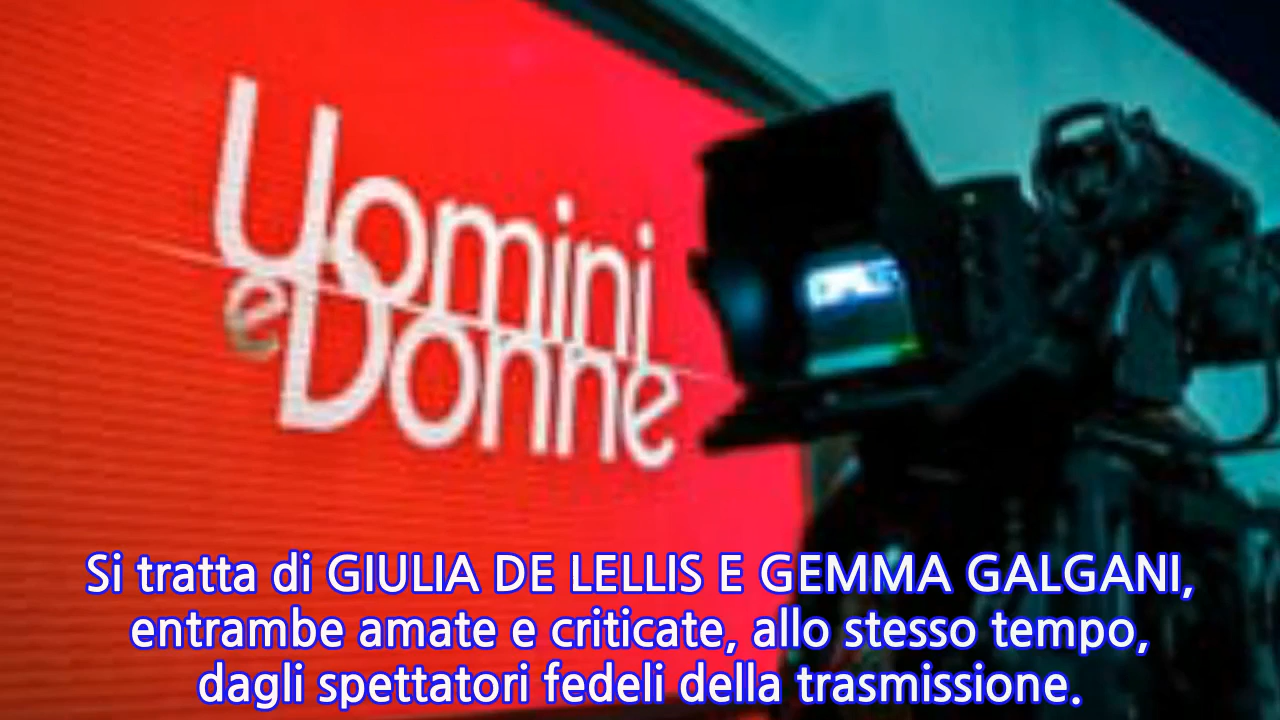 Uomini
e Donne
Si tratta di GIULIA DE LELLIS E GEMMA GALGANI,
entrambe amate e criticate, allo stesso tempo,
dagli spettatori fedeli della trasmissione.